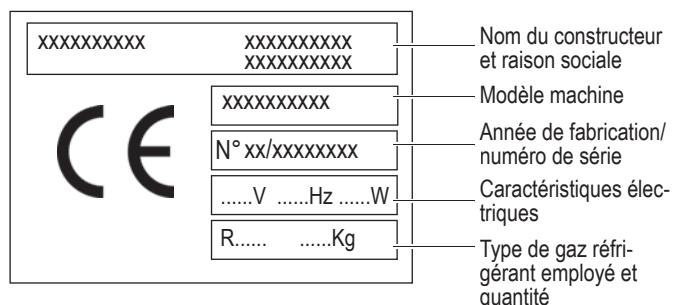 xxxxxxxxxx xxxxxxxxxx
xxxxxxxxxx
Nom du constructeur
et raison sociale
xxxxxxxxxx
Modèle machine
CE
N° xx/xxxxxxxx
Année de fabrication/
numéro de série
......V ......Hz ......W
Caractéristiques élec-
triques
R...... ......Kg
Type de gaz réfri-
gérant employé et
quantité